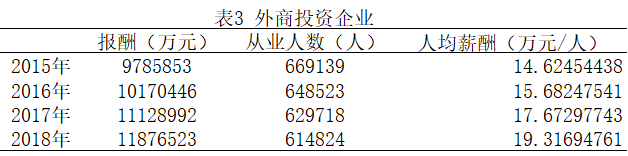 表3 外商投资企业
报酬（万元） 从业人数（人） 人均薪酬（万元/人）
2015年 9785853 669139 14.62454438
2016年 10170446 648523 15.68247541
2017年 11128992 629718 17.67297743
2018年 11876523 614824 19.31694761